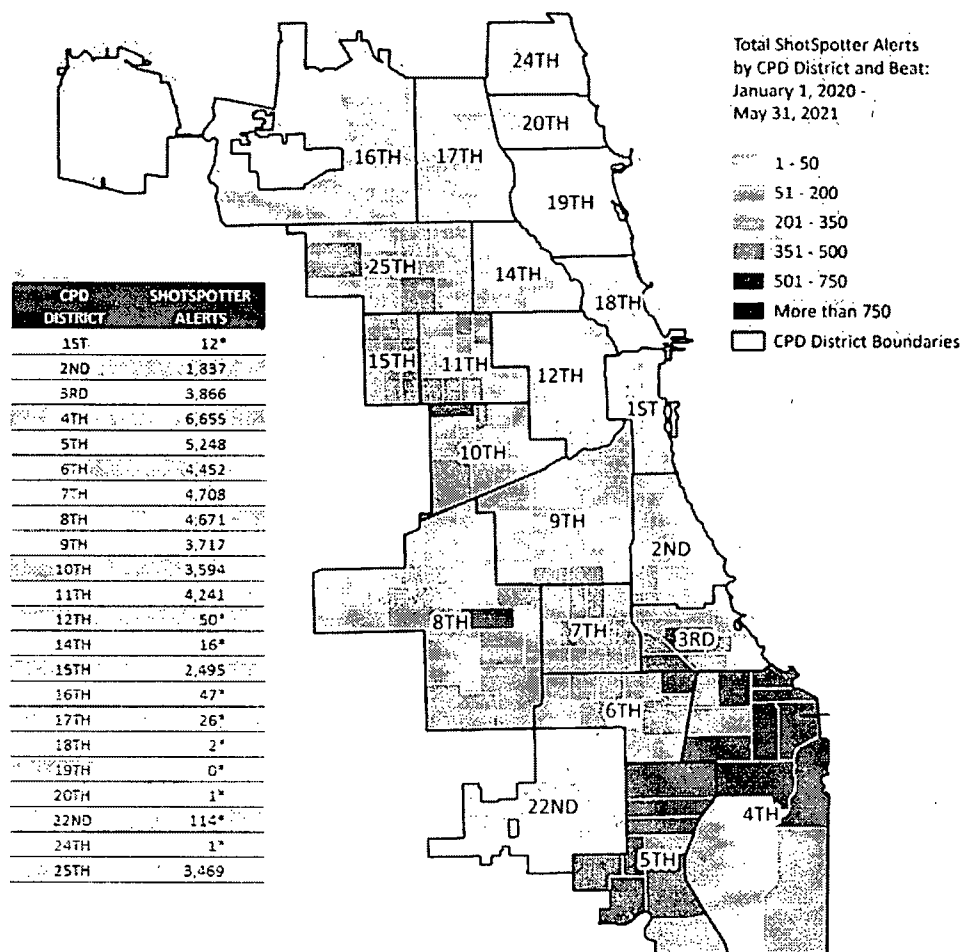 Total ShotSpotter Alerts
by CPD District and Beat:
January 1, 2020 -
May 31, 2021
1 - 50
51 - 200
201 - 350
351 - 500
501 - 750
More than 750
CPD District Boundaries
24TH
20TH
16TH
17TH
19TH
25TH
14TH
18TH
15TH
11TH
12TH
1ST
10TH
9TH
2ND
8TH
7TH
3RD
6TH
22ND
4TH
5TH
CPD DISTRICT SHOTSPOTTER ALERTS
1ST 12*
2ND 1,837
3RD 3,866
4TH 6,655
5TH 5,248
6TH 4,452
7TH 4,708
8TH 4,671
9TH 3,717
10TH 3,594
11TH 4,241
12TH 50*
14TH 16*
15TH 2,495
16TH 47*
17TH 26*
18TH 2*
19TH 0*
20TH 1*
22ND 114*
24TH 1*
25TH 3,469